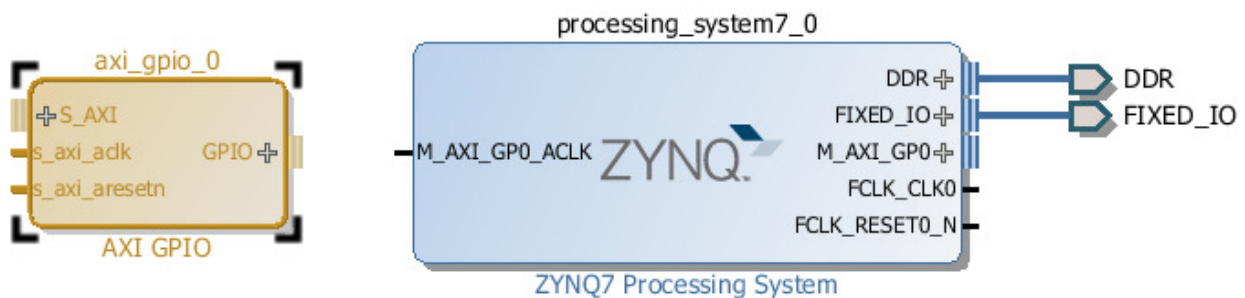 axi_gpio_0
S_AXI
s_axi_aclk
s_axi_aresetn
GPIO
AXI GPIO
processing_system7_0
M_AXI_GP0_ACLK
ZYNQ
DDR
FIXED_IO
M_AXI_GP0
FCLK_CLK0
FCLK_RESET0_N
ZYNQ7 Processing System
DDR
FIXED_IO